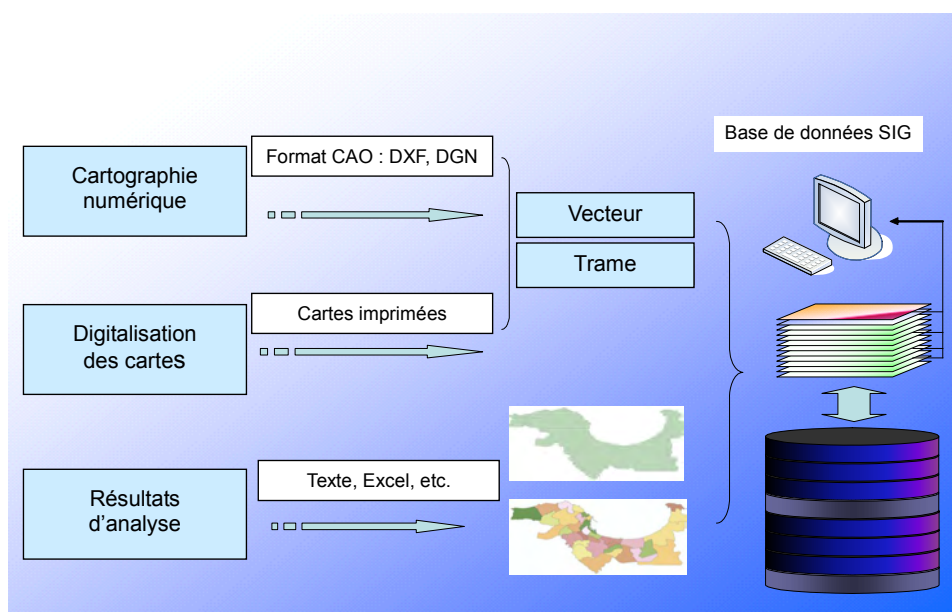 Base de données SIG
Cartographie
numérique
Format CAO : DXF, DGN
Vecteur
Trame
Digitalisation
des cartes
Cartes imprimées
Résultats
d'analyse
Texte, Excel, etc.